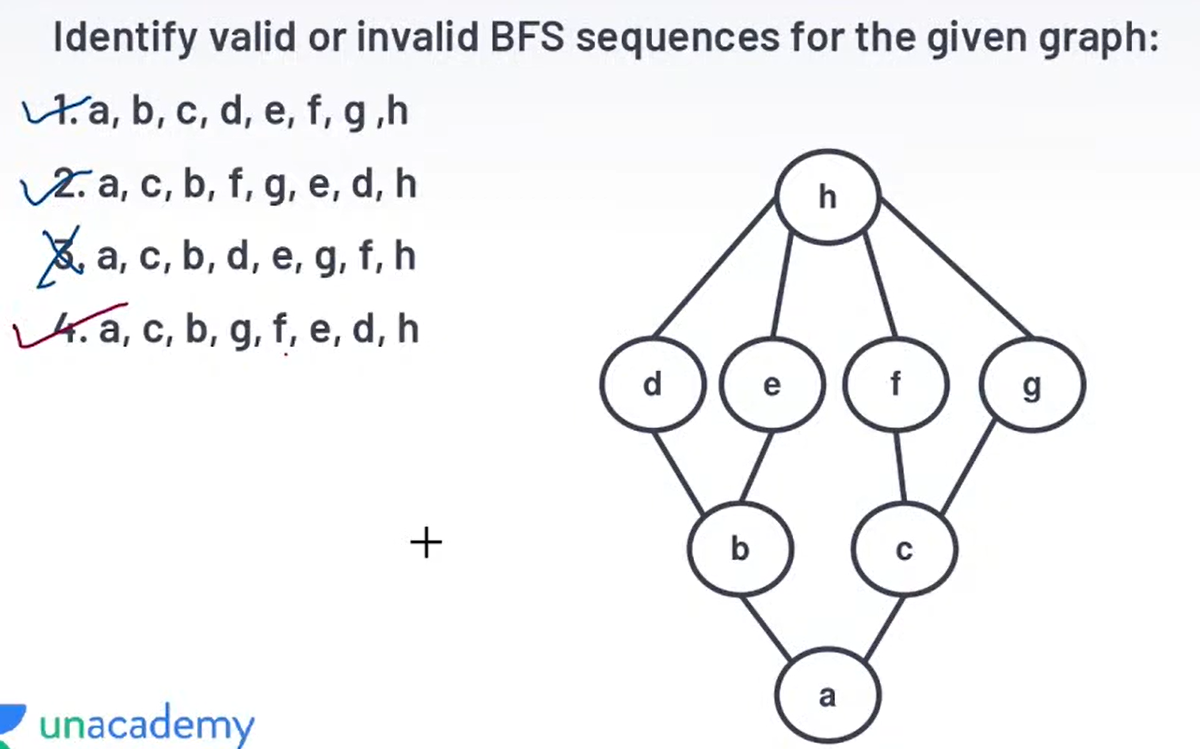 Identify valid or invalid BFS sequences for the given graph:
1. a, b, c, d, e, f, g ,h
2. a, c, b, f, g, e, d, h
3. a, c, b, d, e, g, f, h
4. a, c, b, g, f, e, d, h
h
d e f g
b c
a
unacademy